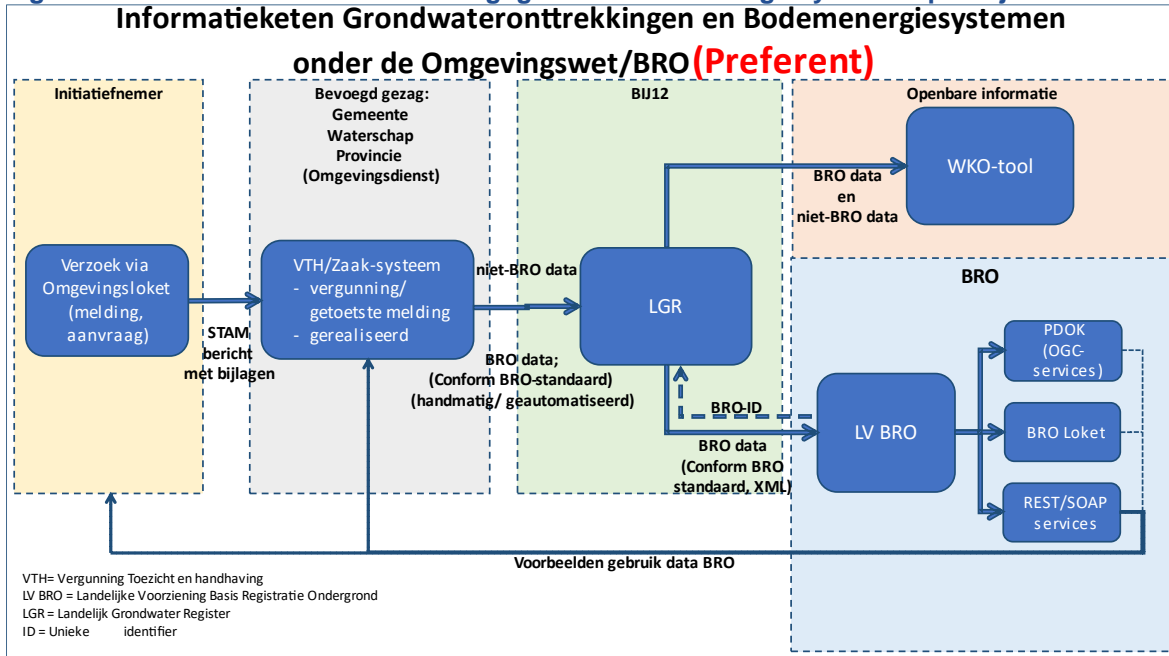 Informatieketen Grondwateronttrekkingen en Bodemenergiesystemen
onder de Omgevingswet/BRO(Preferent)
Initiatiefnemer
Bevoegd gezag:
Gemeente
Waterschap
Provincie
(Omgevingsdienst)
BIJ12
Openbare informatie
WKO-tool
BRO data
en
niet-BRO data
Verzoek via
Omgevingsloket
(melding,
aanvraag)
STAM
bericht
met bijlagen
VTH/Zaak-systeem
- vergunning/
getoetste melding
- gerealiseerd
niet-BRO data
BRO data;
(Conform BRO-standaard)
(handmatig/ geautomatiseerd)
LGR
BRO-ID
BRO data
(Conform BRO
standaard, XML)
BRO
LV BRO
PDOK
(OGC-
services)
BRO Loket
REST/SOAP
services
Voorbeelden gebruik data BRO
VTH= Vergunning Toezicht en handhaving
LV BRO = Landelijke Voorziening Basis Registratie Ondergrond
LGR = Landelijk Grondwater Register
ID = Unieke identifier